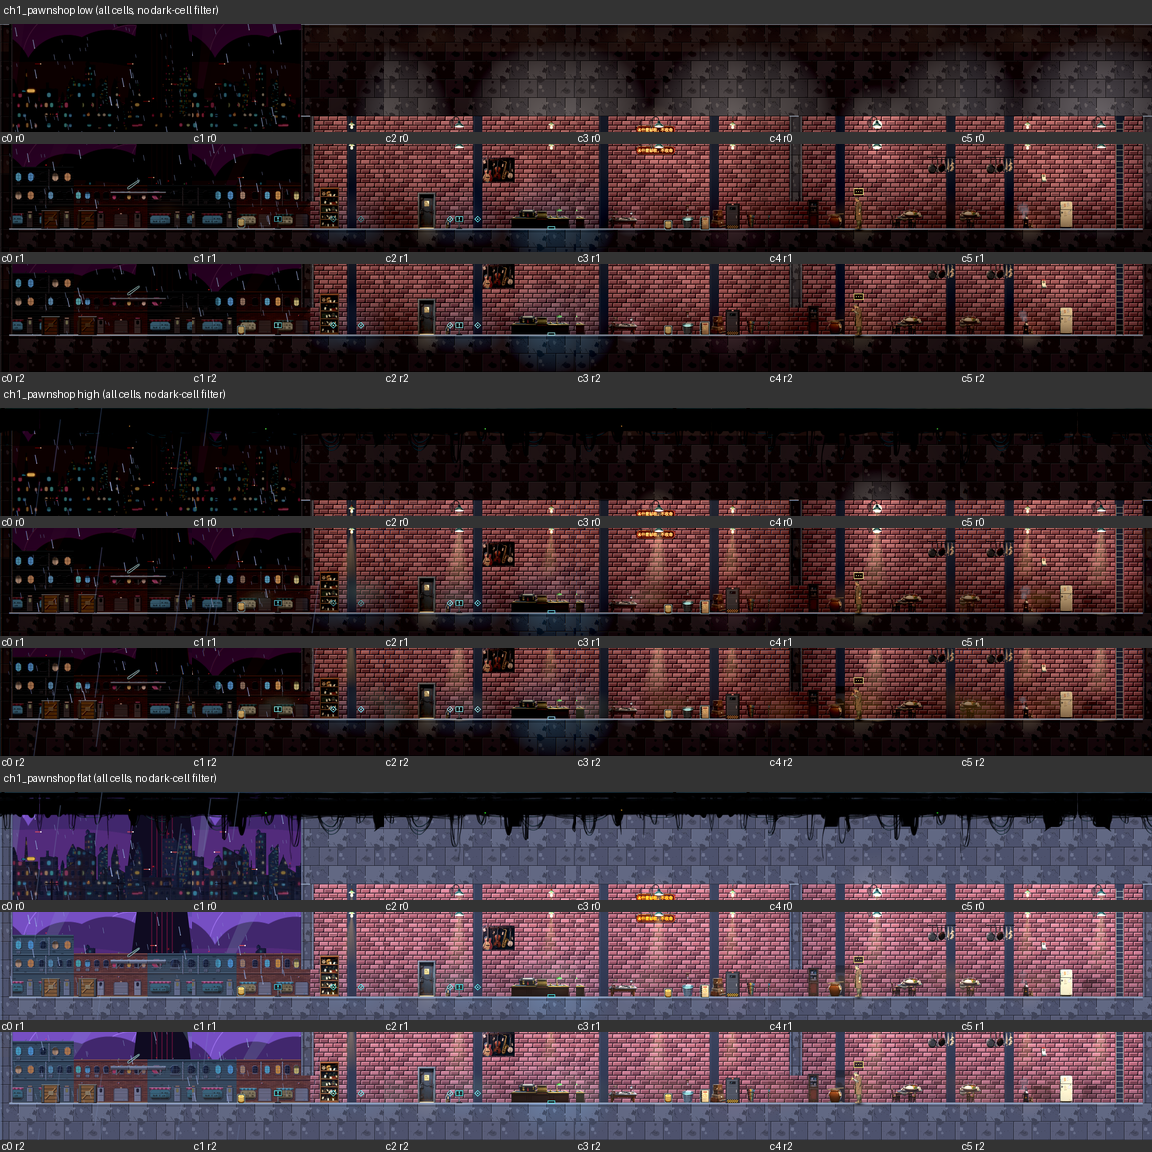 ch1_pawnshop low (all cells, no dark-cell filter)
c0 r0 c1 r0 c2 r0 c3 r0 c4 r0 c5 r0
c0 r1 c1 r1 c2 r1 c3 r1 c4 r1 c5 r1
c0 r2 c1 r2 c2 r2 c3 r2 c4 r2 c5 r2
ch1_pawnshop high (all cells, no dark-cell filter)
c0 r0 c1 r0 c2 r0 c3 r0 c4 r0 c5 r0
c0 r1 c1 r1 c2 r1 c3 r1 c4 r1 c5 r1
c0 r2 c1 r2 c2 r2 c3 r2 c4 r2 c5 r2
ch1_pawnshop flat (all cells, no dark-cell filter)
c0 r0 c1 r0 c2 r0 c3 r0 c4 r0 c5 r0
c0 r1 c1 r1 c2 r1 c3 r1 c4 r1 c5 r1
c0 r2 c1 r2 c2 r2 c3 r2 c4 r2 c5 r2